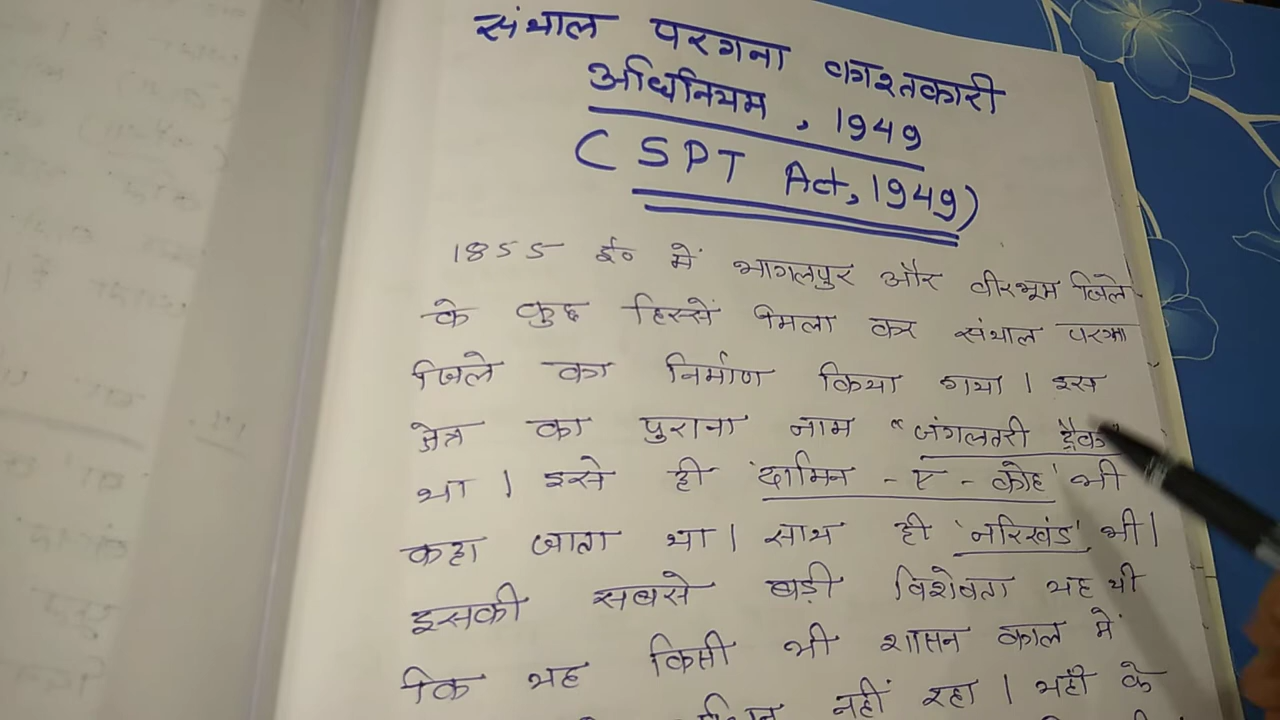 संथाल परगना काश्तकारी
अधिनियम, 1949
(SPT Act, 1949)
1855 ई० में भागलपुर और वीरभूम जिले
के कुछ हिस्सें मिला कर संथाल परगना
जिले का निर्माण किया गया। इस
क्षेत्र का पुराना नाम "जंगलतरी ट्रैक"
था। इसे ही 'दामिन-ए-कोह' भी
कहा जाता था। साथ ही 'नरिखंड' भी।
इसकी सबसे बड़ी विशेषता यह थी
कि यह किसी भी शासन काल में
नहीं रहा। यहाँ के